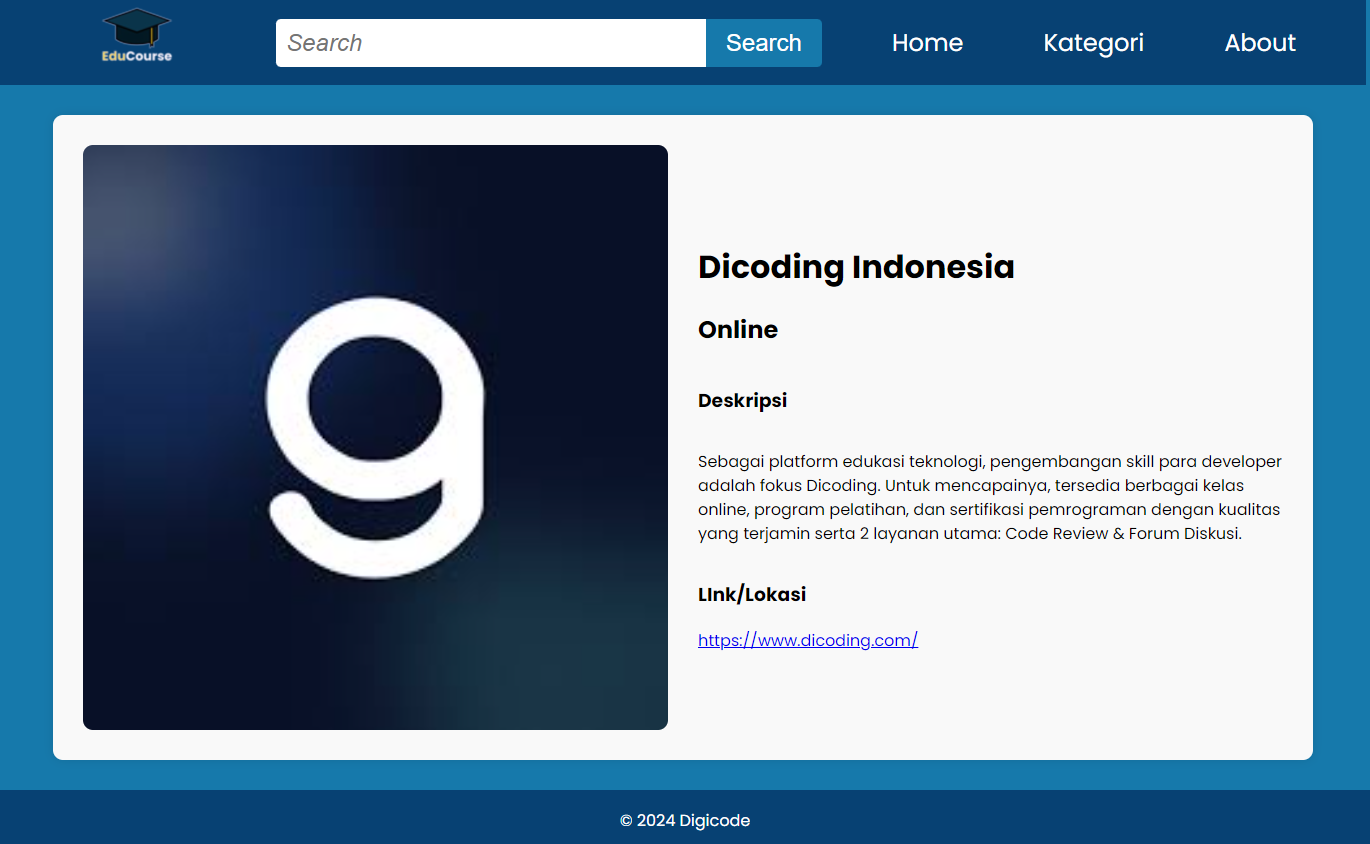 EduCourse
Search
Search
Home
Kategori
About
Dicoding Indonesia
Online
Deskripsi
Sebagai platform edukasi teknologi, pengembangan skill para developer
adalah fokus Dicoding. Untuk mencapainya, tersedia berbagai kelas
online, program pelatihan, dan sertifikasi pemrograman dengan kualitas
yang terjamin serta 2 layanan utama: Code Review & Forum Diskusi.
LInk/Lokasi
https://www.dicoding.com/
© 2024 Digicode